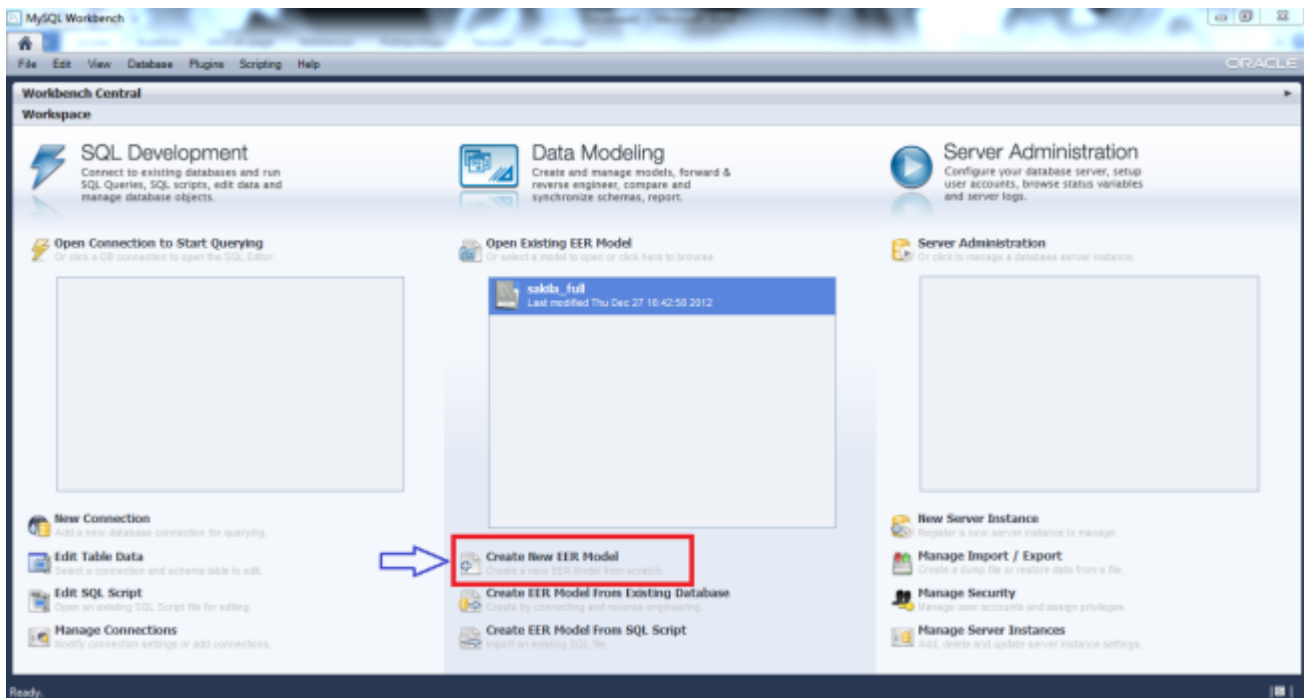 MySQL Workbench
File Edit View Database Plugins Scripting Help
ORACLE
Workbench Central
Workspace
SQL Development
Connect to existing databases and run
SQL Queries, SQL scripts, edit data and
manage database objects.
Data Modeling
Create and manage models, forward &
reverse engineer, compare and
synchronize schemas, report.
Server Administration
Configure your database server, setup
user accounts, browse status variables
and server logs.
Open Connection to Start Querying
Or click a DB connection to open the SQL Editor.
Open Existing EER Model
Or select a model to open or click here to browse.
Server Administration
Or click to manage a database server instance.
sakila_full
Last modified Thu Dec 27 16:42:58 2012
New Connection
Add a new database connection for querying.
Edit Table Data
Select a connection and schema table to edit.
Edit SQL Script
Open an existing SQL Script file for editing.
Manage Connections
Modify connection settings or add connections.
Create New EER Model
Create a new EER Model from scratch.
Create EER Model From Existing Database
Create by connecting and reverse engineering.
Create EER Model From SQL Script
Import an existing SQL file.
New Server Instance
Register a new server instance to manage.
Manage Import / Export
Create a dump file or restore data from a file.
Manage Security
Manage user accounts and assign privileges.
Manage Server Instances
Add, delete and update server instance settings.
Ready.